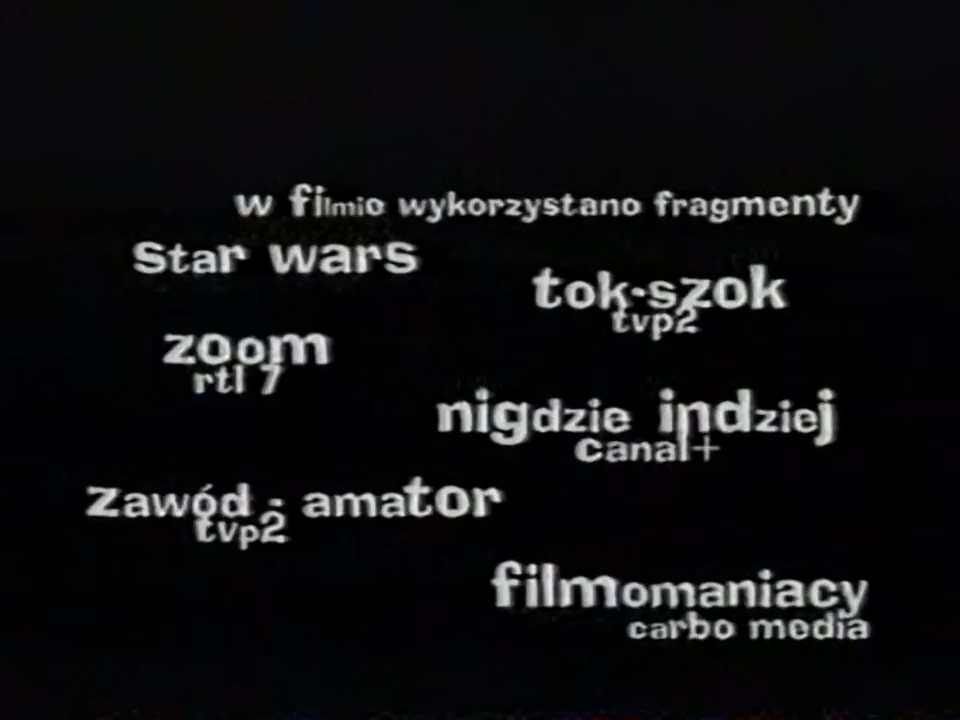 w filmie wykorzystano fragmenty
star wars
tok-szok
tvp2
zoom
rtl 7
nigdzie indziej
canal+
zawód - amator
tvp2
filmomaniacy
carbo media